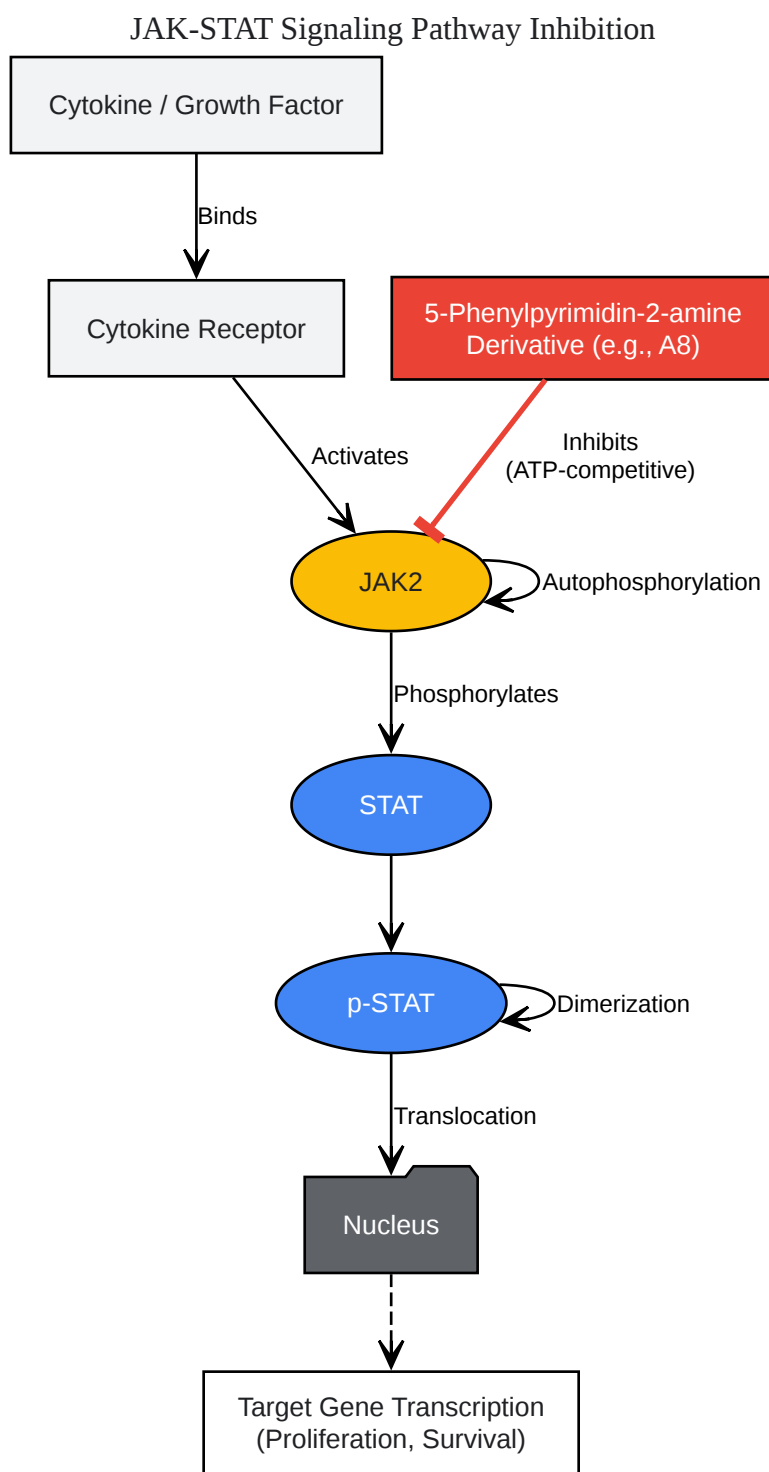 JAK-STAT Signaling Pathway Inhibition
Cytokine / Growth Factor
Binds
Cytokine Receptor
5-Phenylpyrimidin-2-amine
Derivative (e.g., A8)
Activates
Inhibits
(ATP-competitive)
JAK2
Autophosphorylation
Phosphorylates
STAT
p-STAT
Dimerization
Translocation
Nucleus
Target Gene Transcription
(Proliferation, Survival)